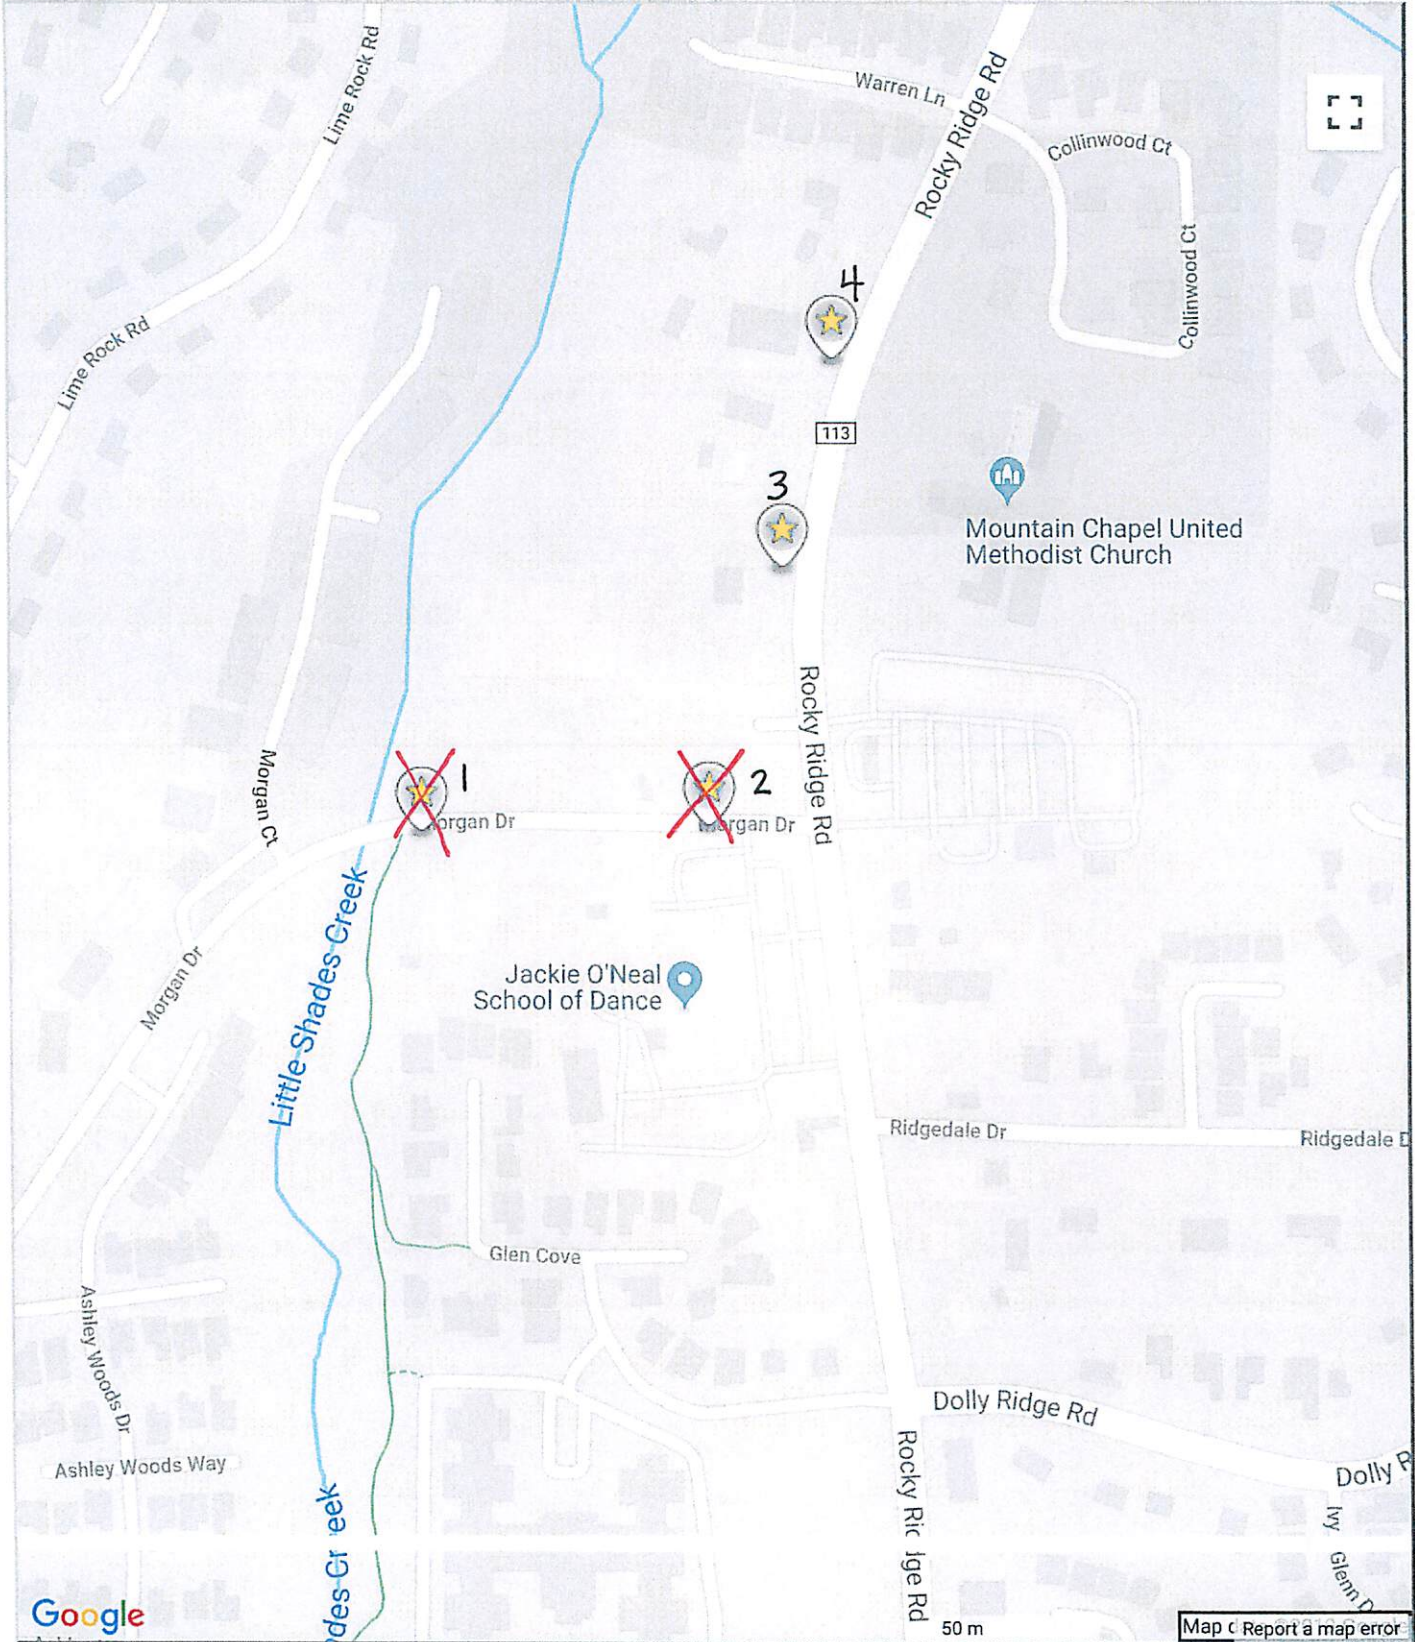 Lime Rock Rd
Warren Ln
Rocky Ridge Rd
Collinwood Ct
Collinwood Ct
4
Lime Rock Rd
113
3
Mountain Chapel United
Methodist Church
Rocky Ridge Rd
Morgan Ct
1
2
organ Dr
organ Dr
Little Shades Creek
Morgan Dr
Jackie O'Neal
School of Dance
Ridgedale Dr
Ridgedale D
Glen Cove
Ashley Woods Dr
Dolly Ridge Rd
Ashley Woods Way
Rocky Ric ge Rd
Dolly R
Ivy Glenn D
des Cr eek
Google
50 m
Map d
Report a map error